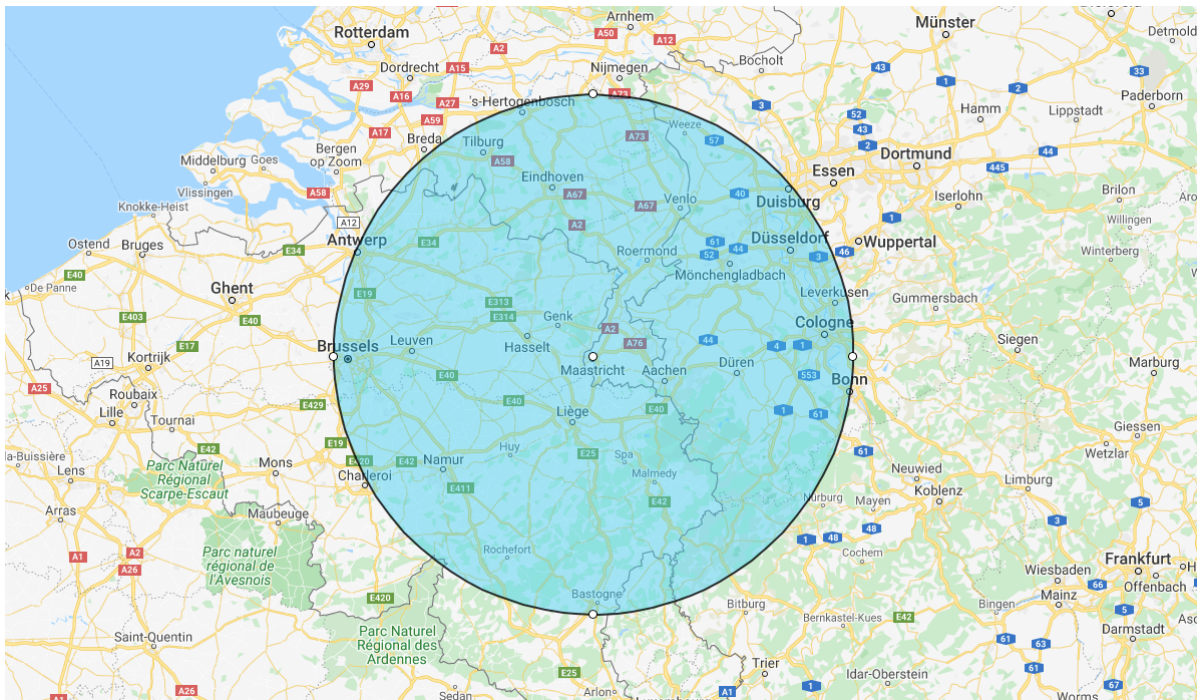 Arnhem
Münster
Rotterdam
A50
A12
Detmold
A2
Nijmegen
Bocholt
Dordrecht
A15
43
33
A29
A16
A27
's-Hertogenbosch
A73
3
1
2
Paderborn
A59
Hamm
Lippstadt
A17
Breda
Weeze
52
Tilburg
A73
57
43
Bergen
op Zoom
2
Dortmund
44
Middelburg
Goes
A58
Essen
445
Vlissingen
A58
Eindhoven
A67
40
Duisburg
Iserlohn
Brilon
Knokke-Heist
A12
A67
Venlo
Willingen
A2
1
Ostend
Bruges
Antwerp
E34
61
44
Düsseldorf
Wuppertal
Winterberg
E34
Roermond
52
3
46
E40
Mönchengladbach
De Panne
Ghent
E19
E313
Leverkusen
Gummersbach
E403
E40
E314
Genk
A2
Cologne
Siegen
E17
Brussels
Leuven
Hasselt
A76
44
4
1
A19
Kortrijk
Maastricht
Aachen
Düren
Marburg
A25
Roubaix
E40
553
Bonn
Lille
Tournai
E429
E40
Liège
E40
1
61
Giessen
E42
E19
Huy
E25
Spa
61
Wetzlar
Lens
Parc Naturel
Régional
Scarpe-Escaut
Mons
E42
Namur
Malmedy
Neuwied
Limburg
Charleroi
E411
E42
Nürburg
Mayen
Koblenz
5
Arras
Maubeuge
48
3
A1
A2
Parc naturel
régional de
l'Avesnois
Rochefort
1
48
Cochem
Frankfurt
A26
Wiesbaden
66
Offenbach
E420
Bastogne
Bitburg
Bingen
Mainz
Bernkastel-Kues
E42
5
Saint-Quentin
Parc Naturel
Régional des
Ardennes
61
63
Darmstadt
E25
Trier
61
Idar-Oberstein
67
A26
A1
Sedan
Arlon
A1
1
Worms